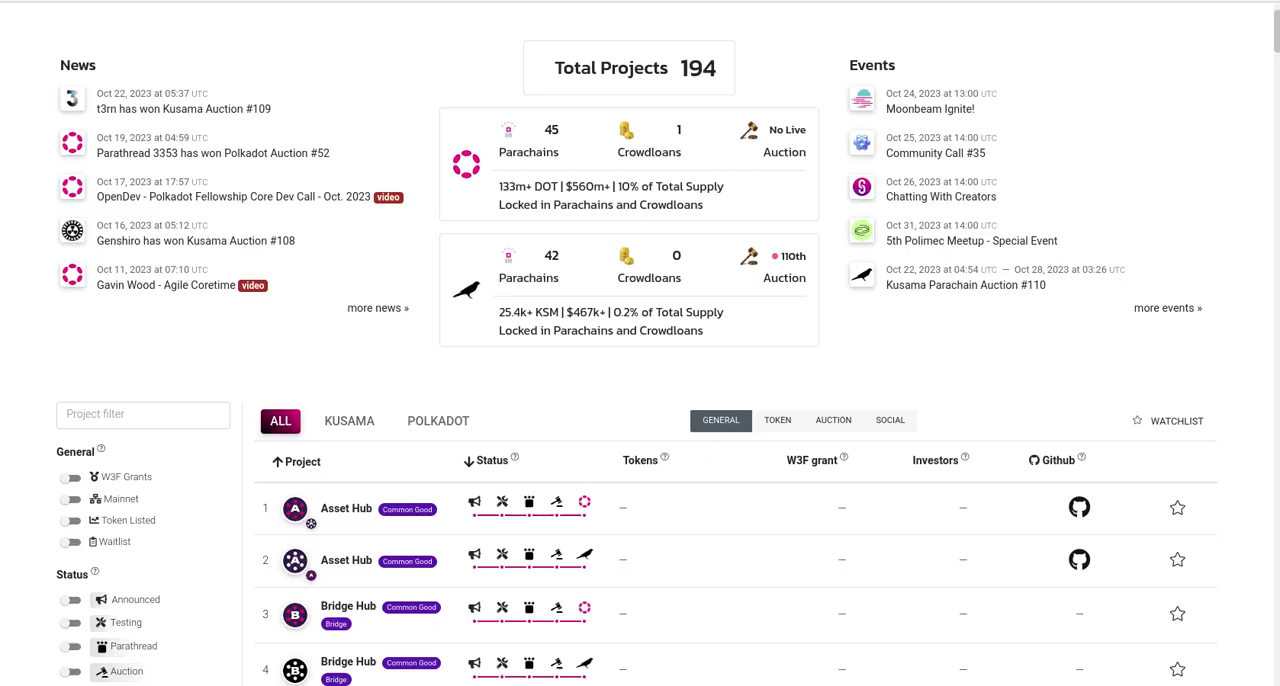 News
Oct 22, 2023 at 05:37 UTC
t3rn has won Kusama Auction #109
Oct 19, 2023 at 04:59 UTC
Parathread 3353 has won Polkadot Auction #52
Oct 17, 2023 at 17:57 UTC
OpenDev - Polkadot Fellowship Core Dev Call - Oct. 2023 video
Oct 16, 2023 at 05:12 UTC
Genshiro has won Kusama Auction #108
Oct 11, 2023 at 07:10 UTC
Gavin Wood - Agile Coretime video
more news »
Total Projects 194
45 1 No Live
Parachains Crowdloans Auction
133m+ DOT | $560m+ | 10% of Total Supply
Locked in Parachains and Crowdloans
42 0 110th
Parachains Crowdloans Auction
25.4k+ KSM | $467k+ | 0.2% of Total Supply
Locked in Parachains and Crowdloans
Events
Oct 24, 2023 at 13:00 UTC
Moonbeam Ignite!
Oct 25, 2023 at 14:00 UTC
Community Call #35
Oct 26, 2023 at 14:00 UTC
Chatting With Creators
Oct 31, 2023 at 14:00 UTC
5th Polimec Meetup - Special Event
Oct 22, 2023 at 04:54 UTC — Oct 28, 2023 at 03:26 UTC
Kusama Parachain Auction #110
more events »
Project filter
General
W3F Grants
Mainnet
Token Listed
Waitlist
Status
Announced
Testing
Parathread
Auction
ALL KUSAMA POLKADOT GENERAL TOKEN AUCTION SOCIAL WATCHLIST
Project Status Tokens W3F grant Investors Github
1 A Asset Hub Common Good – – –
2 A Asset Hub Common Good – – –
3 B Bridge Hub Common Good – – – –
Bridge
4 B Bridge Hub Common Good – – – –
Bridge